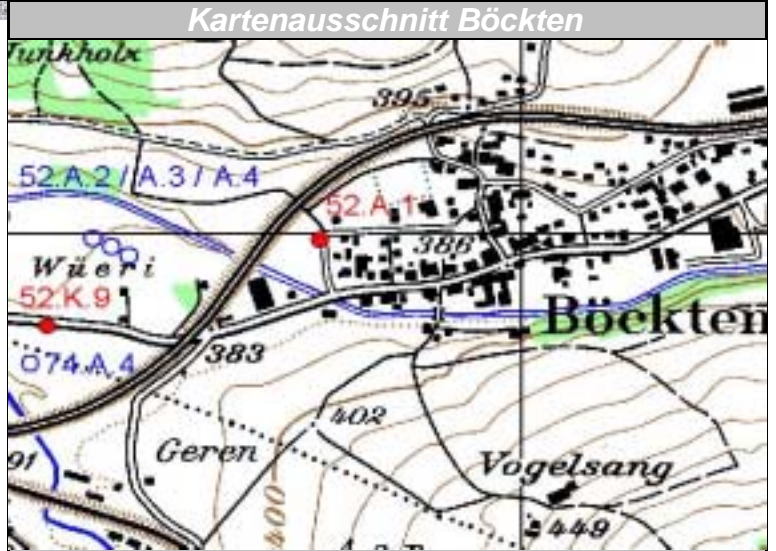 Kartenausschnitt Böckten
Junkholz
395
52.A.2 / A.3 / A.4
52.A.1
386
Wüeri
52.K.9
Böckten
383
74.A.4
402
Geren
91
Vogelsang
400
449